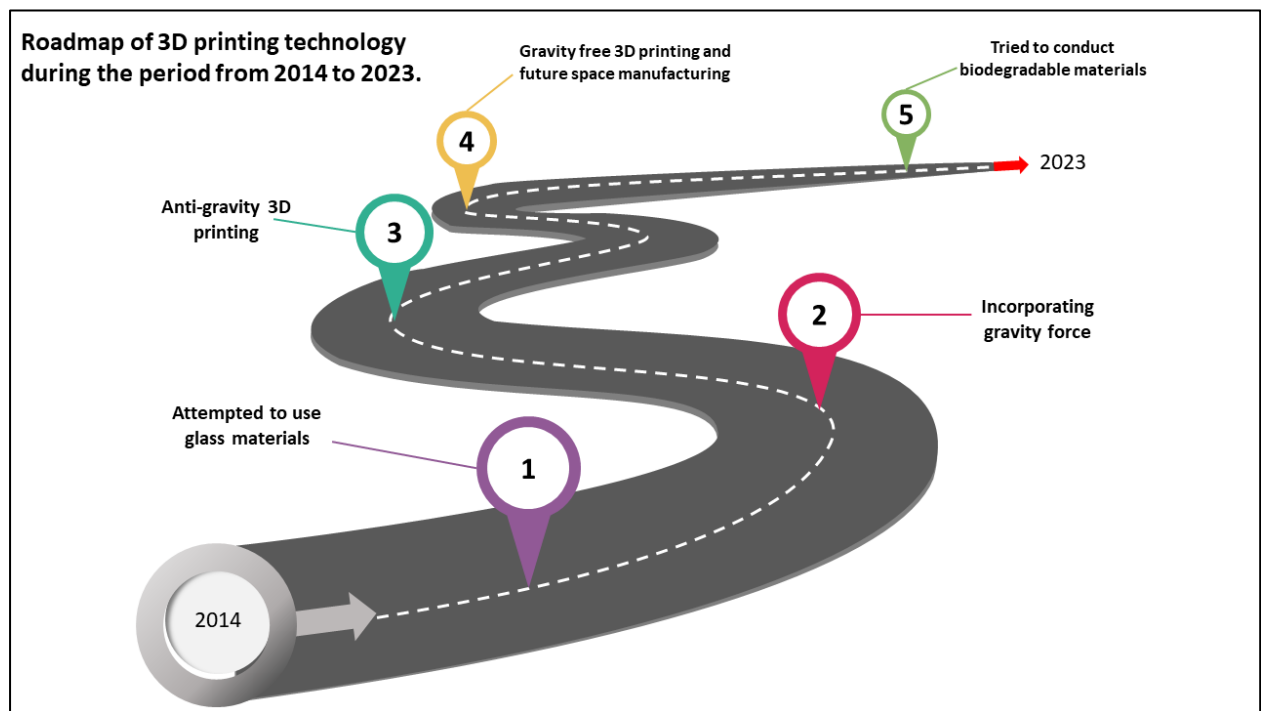 Roadmap of 3D printing technology
during the period from 2014 to 2023.
Gravity free 3D printing and
future space manufacturing
Tried to conduct
biodegradable materials
5
4
2023
Anti-gravity 3D
printing
3
2
Incorporating
gravity force
Attempted to use
glass materials
1
2014